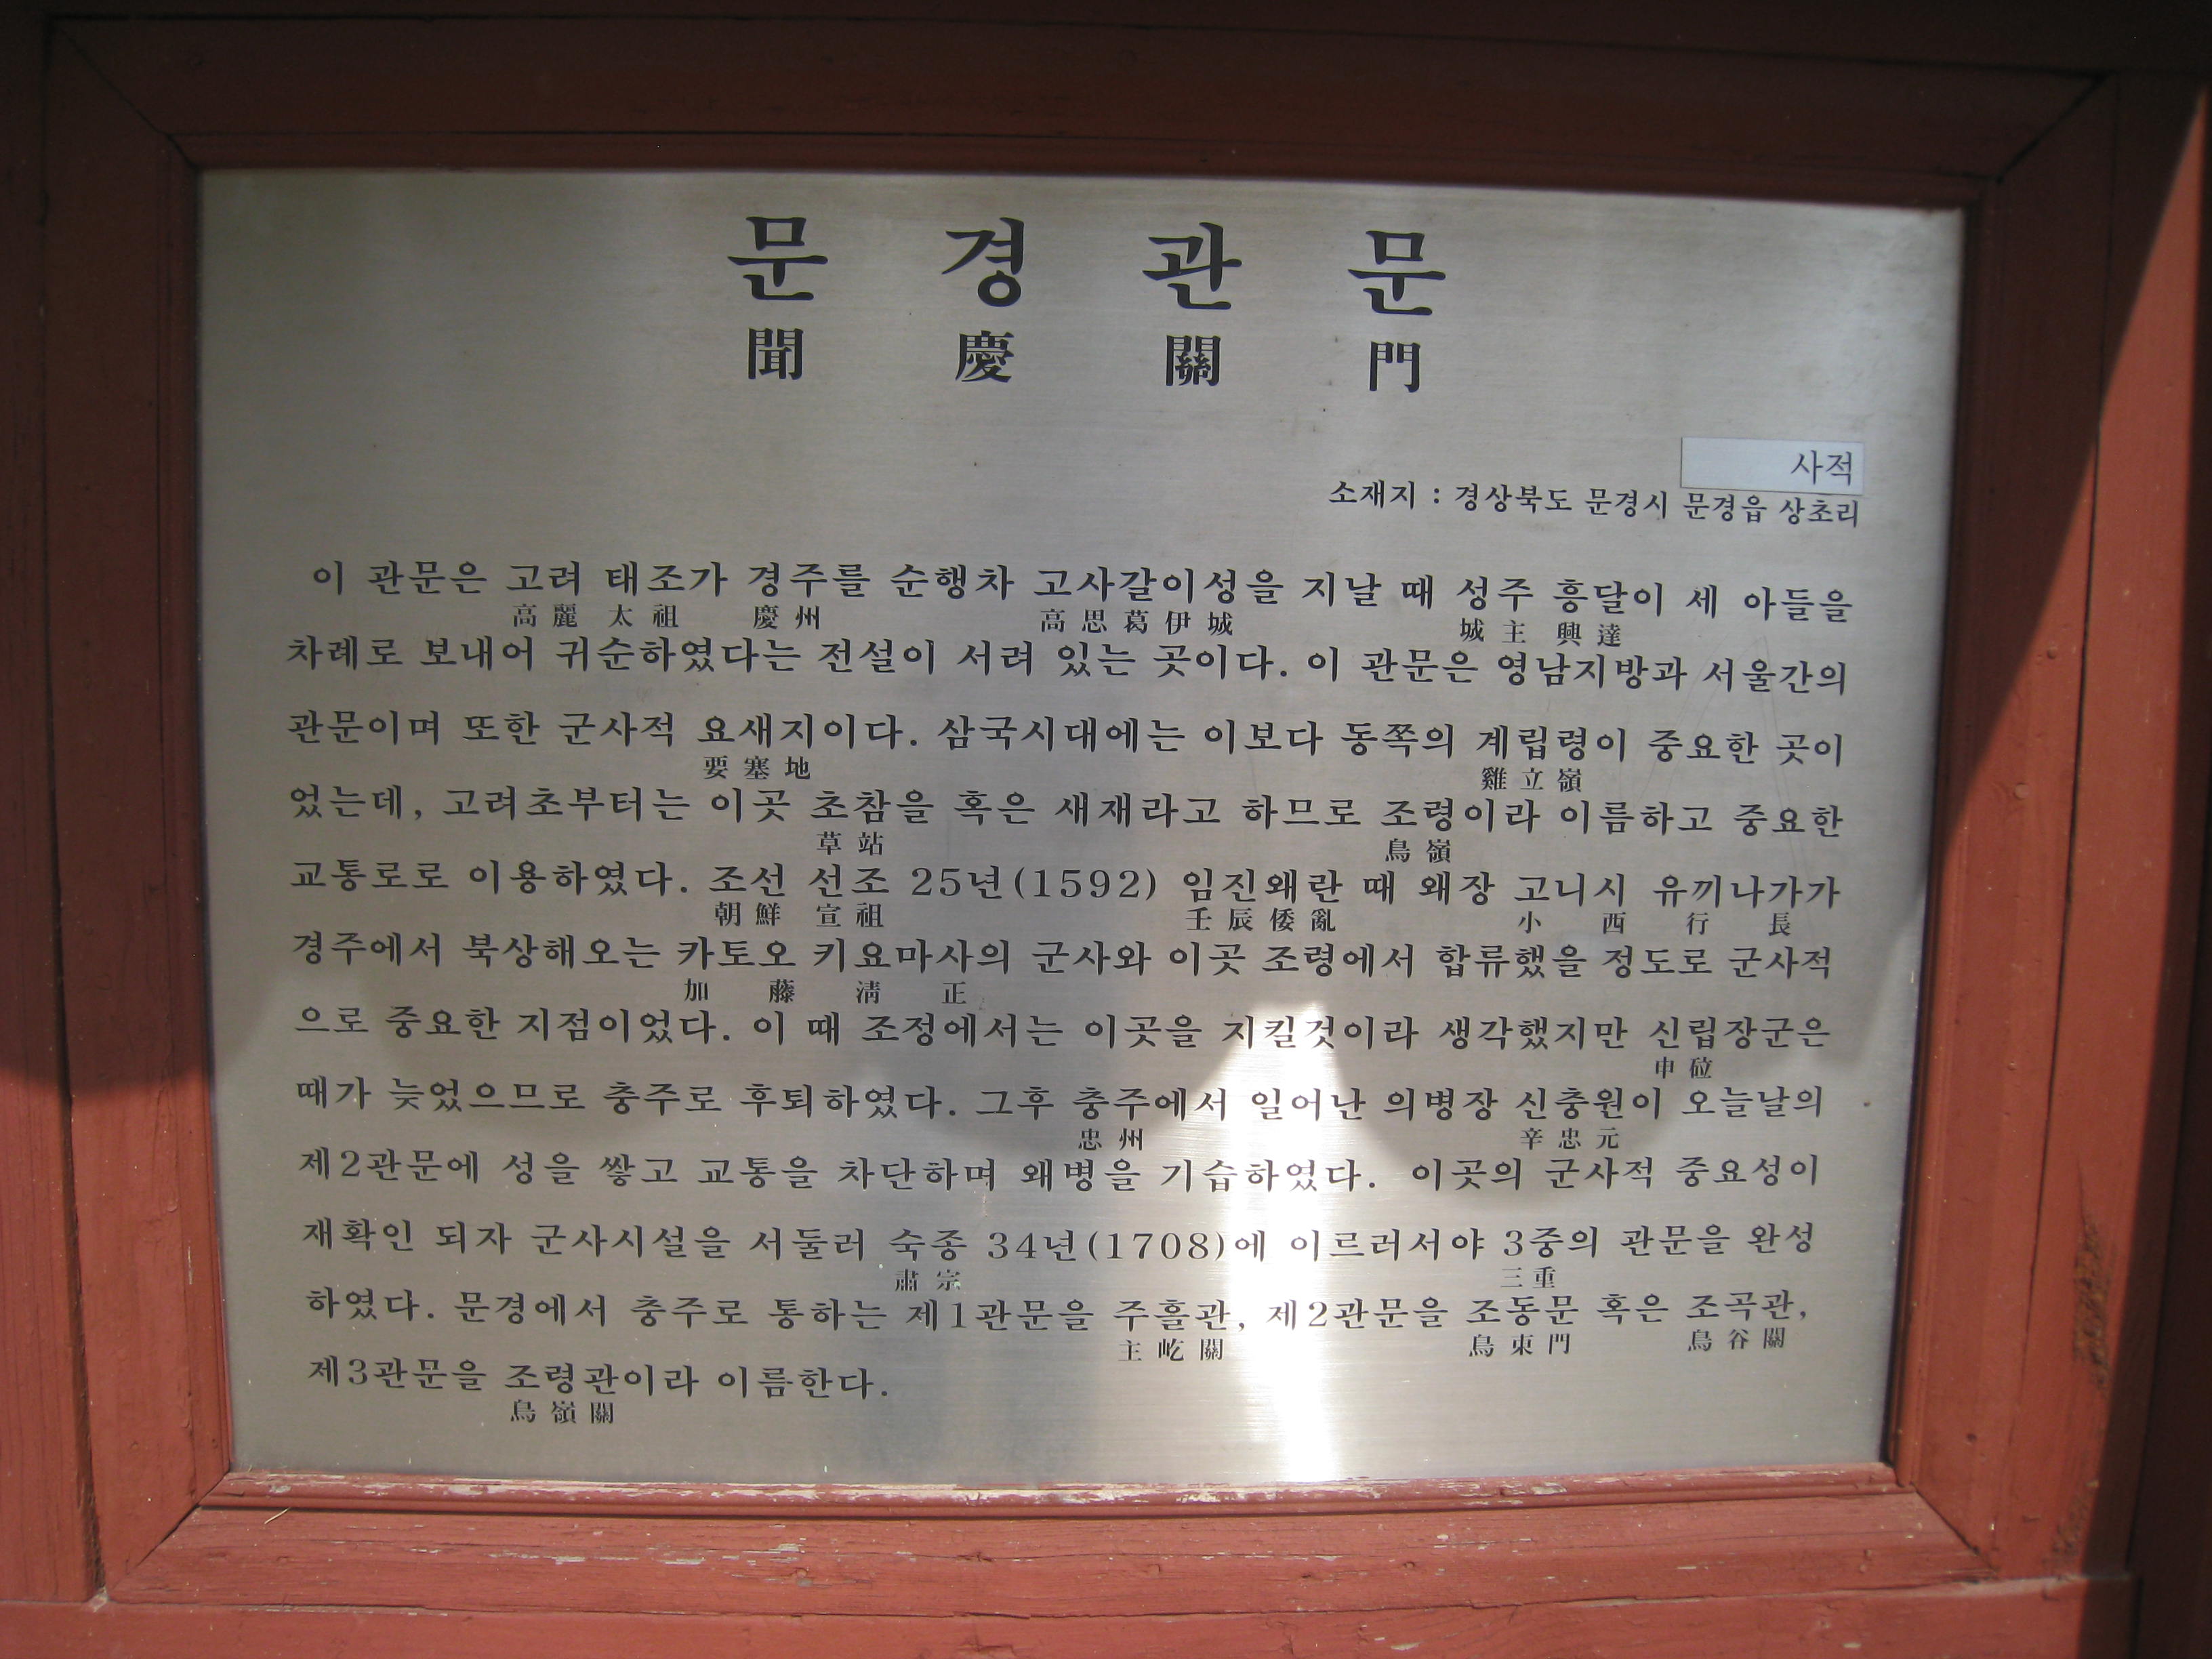 문 경 관 문
聞 慶 關 門
사적
소재지 : 경상북도 문경시 문경읍 상초리
이 관문은 고려 태조가 경주를 순행차 고사갈이성을 지날 때 성주 흥달이 세 아들을
高麗 太祖 慶州 高思葛伊城 城主 興達
차례로 보내어 귀순하였다는 전설이 서려 있는 곳이다. 이 관문은 영남지방과 서울간의
관문이며 또한 군사적 요새지이다. 삼국시대에는 이보다 동쪽의 계립령이 중요한 곳이
要塞地 雞立嶺
었는데, 고려초부터는 이곳 초참을 혹은 새재라고 하므로 조령이라 이름하고 중요한
草站 鳥嶺
교통로로 이용하였다. 조선 선조 25년(1592) 임진왜란 때 왜장 고니시 유끼나가가
朝鮮 宣祖 壬辰倭亂 小西行長
경주에서 북상해오는 카토오 키요마사의 군사와 이곳 조령에서 합류했을 정도로 군사적
加藤淸正
으로 중요한 지점이었다. 이 때 조정에서는 이곳을 지킬것이라 생각했지만 신립장군은
申砬
때가 늦었으므로 충주로 후퇴하였다. 그후 충주에서 일어난 의병장 신충원이 오늘날의
忠州 辛忠元
제2관문에 성을 쌓고 교통을 차단하며 왜병을 기습하었다. 이곳의 군사적 중요성이
재확인 되자 군사시설을 서둘러 숙종 34년(1708)에 이르러서야 3중의 관문을 완성
肅宗 三重
하였다. 문경에서 충주로 통하는 제1관문을 주흘관, 제2관문을 조동문 혹은 조곡관,
主屹關 鳥東門 鳥谷關
제3관문을 조령관이라 이름한다.
鳥嶺關